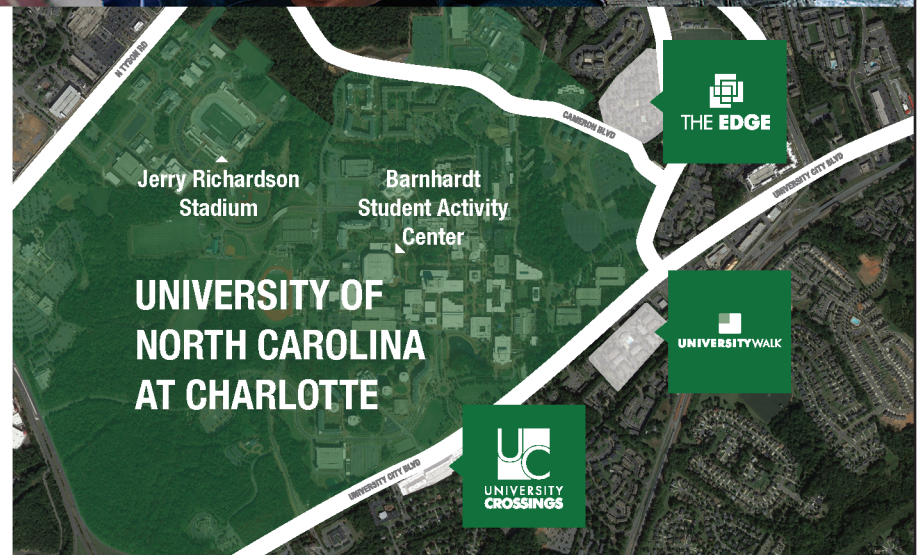 N TYSON RD
CAMERON BLVD
THE EDGE
UNIVERSITY CITY BLVD
Jerry Richardson
Stadium
Barnhardt
Student Activity
Center
UNIVERSITY OF
NORTH CAROLINA
AT CHARLOTTE
UNIVERSITYWALK
UNIVERSITY CITY BLVD
UC
UNIVERSITY
CROSSINGS